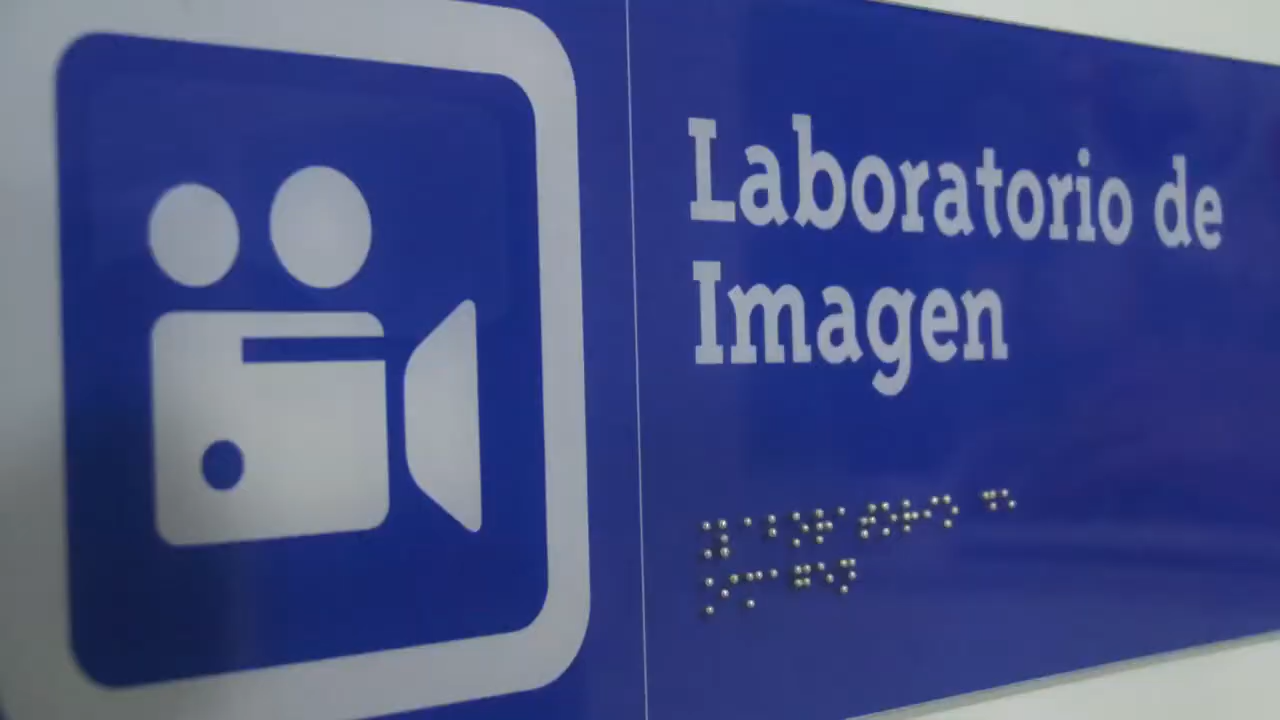 Laboratorio de
Imagen
⠨⠇⠁⠃⠕⠗⠁⠞⠕⠗⠊⠕ ⠙⠑
⠨⠊⠍⠁⠛⠑⠝